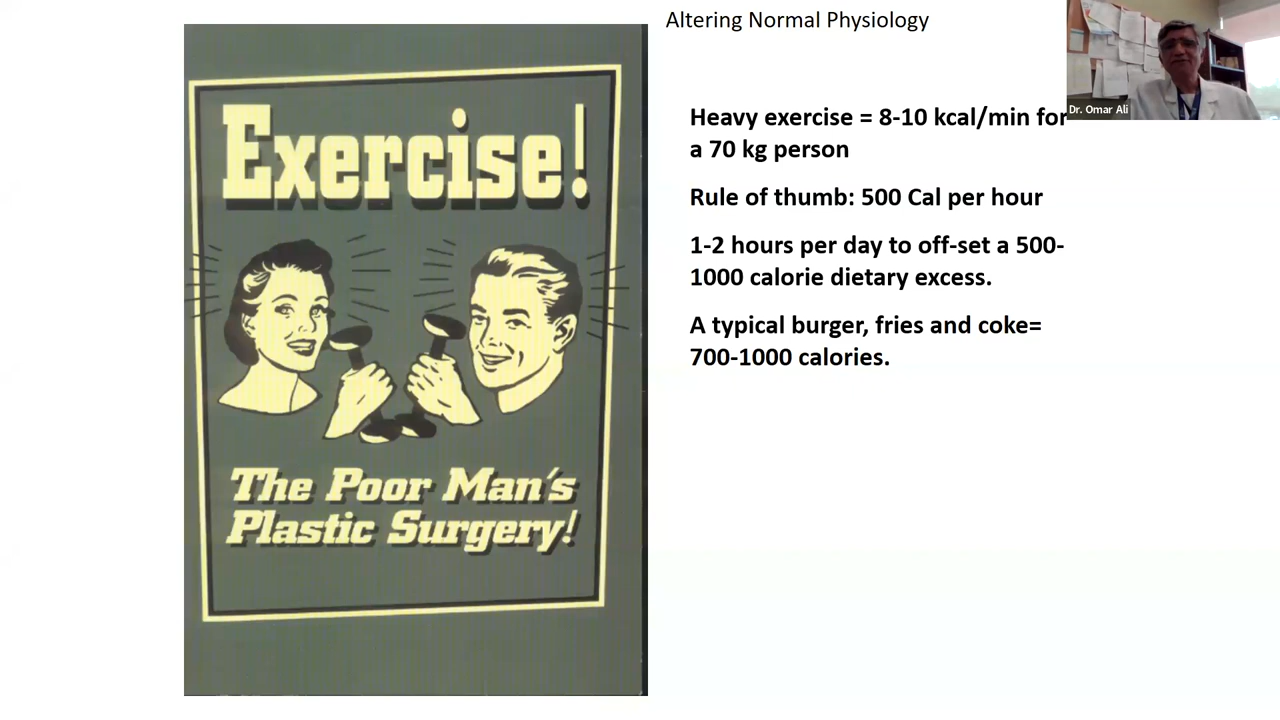 Altering Normal Physiology
Dr. Omar Ali
Exercise!
The Poor Man's
Plastic Surgery!
Heavy exercise = 8-10 kcal/min for
a 70 kg person
Rule of thumb: 500 Cal per hour
1-2 hours per day to off-set a 500-
1000 calorie dietary excess.
A typical burger, fries and coke=
700-1000 calories.